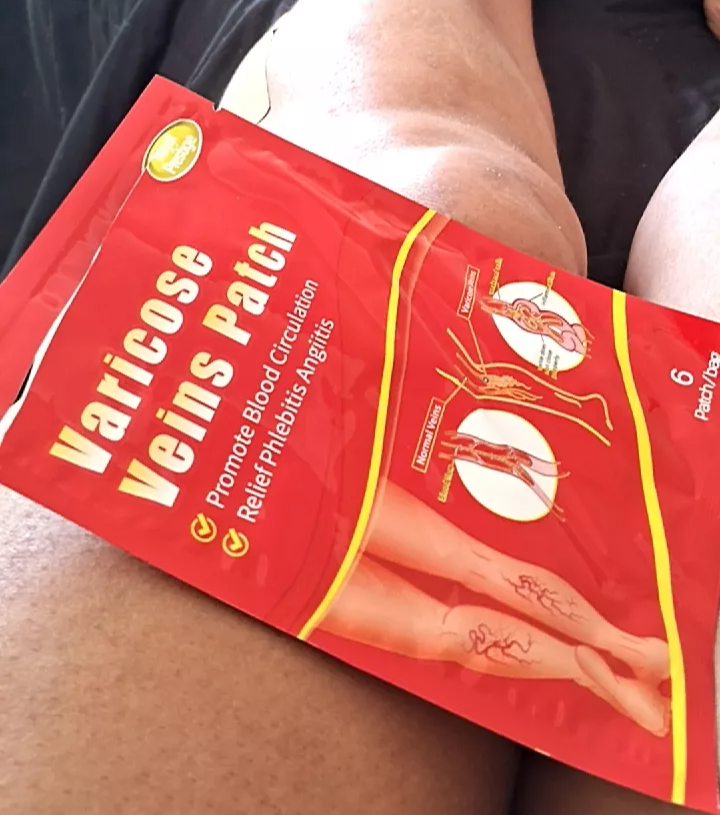 Varicose
Veins Patch
Promote Blood Circulation
Relief Phlebitis Angiitis
Normal Veins
6
Patch/bag